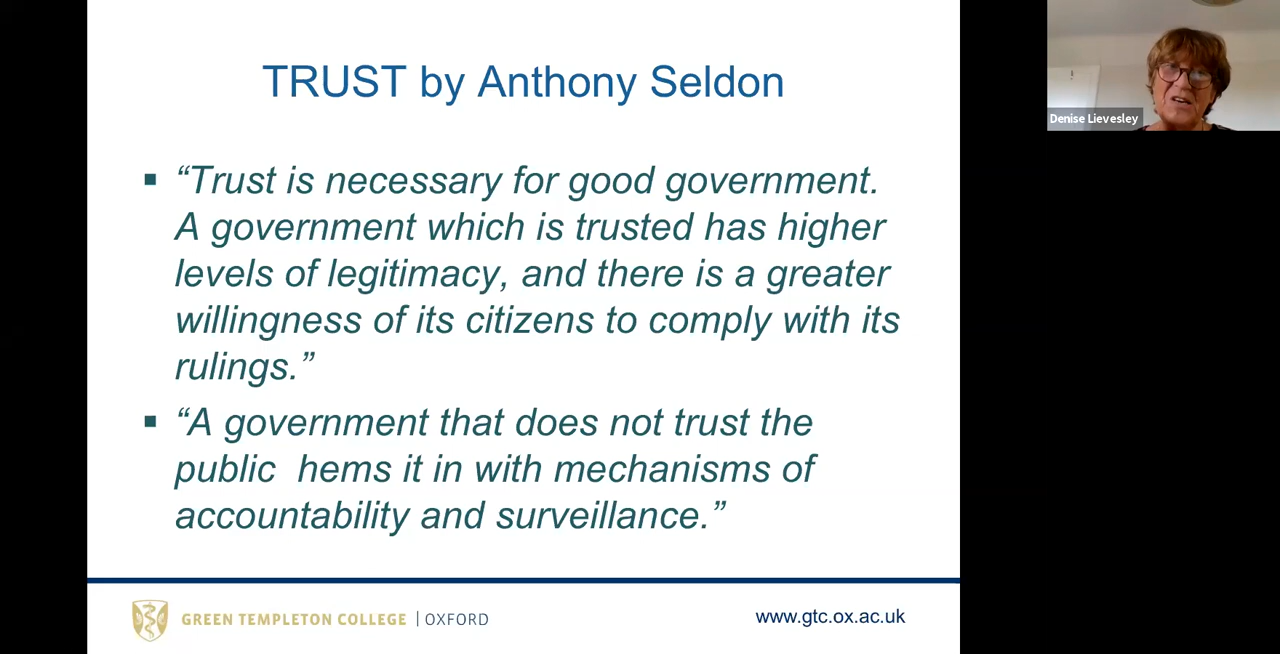 TRUST by Anthony Seldon
Denise Lievesley
▪ “Trust is necessary for good government.
A government which is trusted has higher
levels of legitimacy, and there is a greater
willingness of its citizens to comply with its
rulings.”
▪ “A government that does not trust the
public  hems it in with mechanisms of
accountability and surveillance.”
GREEN TEMPLETON COLLEGE | OXFORD
www.gtc.ox.ac.uk